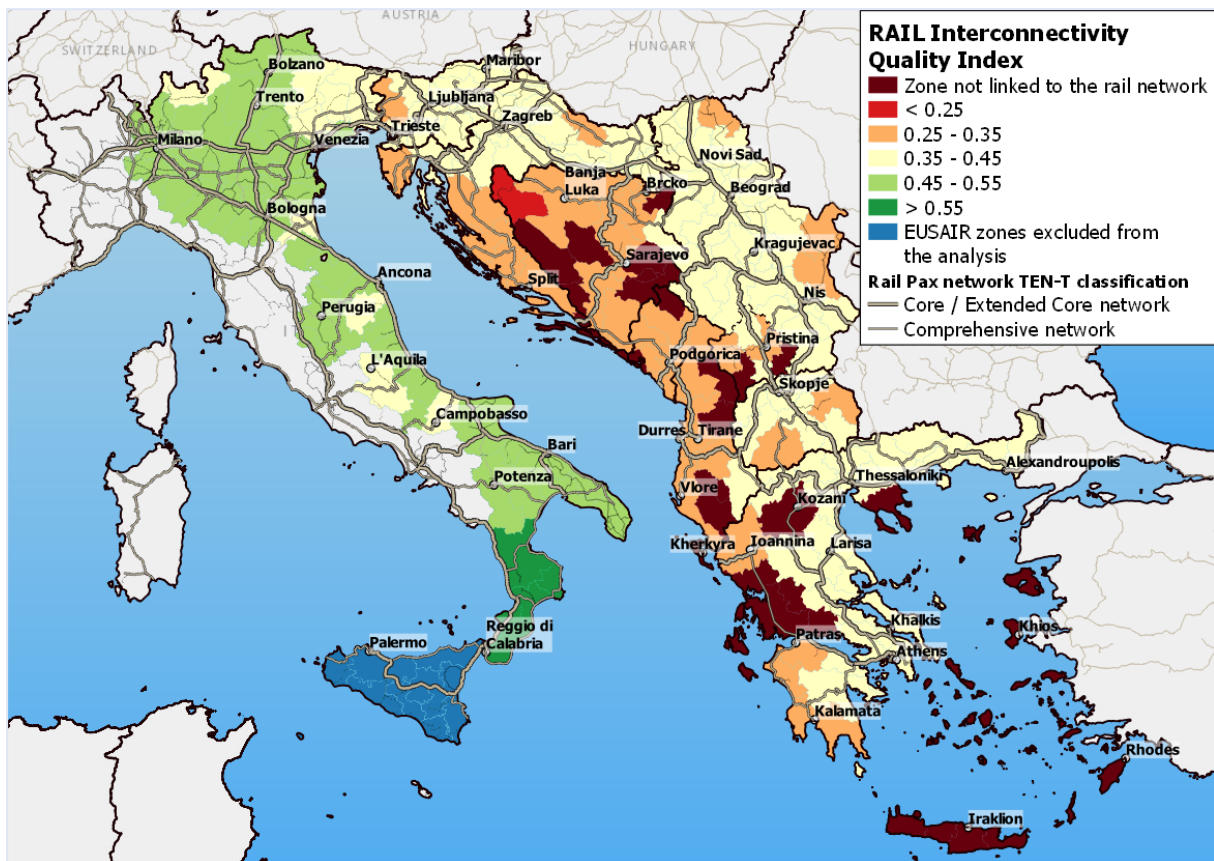 AUSTRIA
SWITZERLAND
HUNGARY
Bolzano
Maribor
Trento
Ljubljana
Zagreb
Trieste
Milano
Venezia
Novi Sad
Banja
Luka
Brcko
Beograd
Bologna
Kragujevac
Sarajevo
Ancona
Split
Nis
Perugia
Pristina
L'Aquila
Podgorica
Skopje
Campobasso
Durres
Tirane
Bari
Alexandroupolis
Thessaloniki
Potenza
Vlore
Kozani
Kherkyra
Ioannina
Larisa
Khalkis
Reggio di
Calabria
Palermo
Patras
Khios
Athens
Kalamata
Rhodes
Iraklion
RAIL Interconnectivity
Quality Index
Zone not linked to the rail network
< 0.25
0.25 - 0.35
0.35 - 0.45
0.45 - 0.55
> 0.55
EUSAIR zones excluded from
the analysis
Rail Pax network TEN-T classification
Core / Extended Core network
Comprehensive network